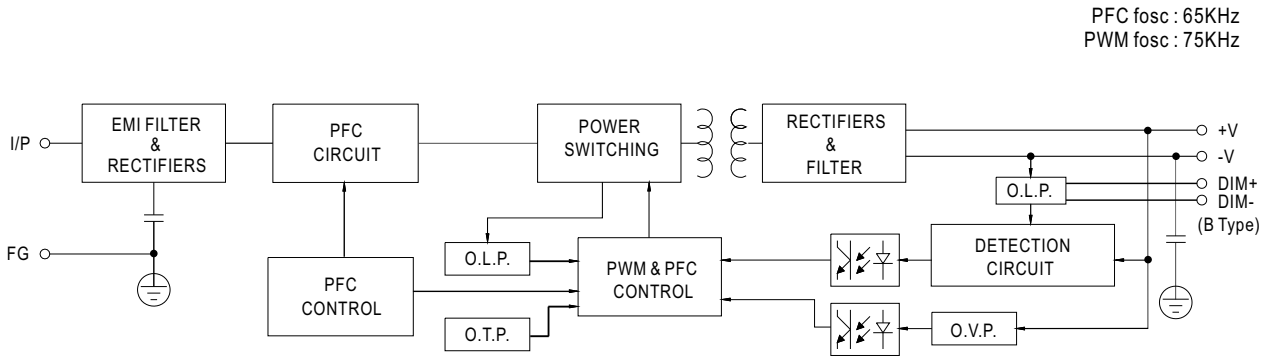 PFC fosc : 65KHz
PWM fosc : 75KHz
I/P
EMI FILTER
&
RECTIFIERS
PFC
CIRCUIT
POWER
SWITCHING
RECTIFIERS
&
FILTER
+V
-V
O.L.P.
DIM+
DIM-
(B Type)
FG
O.L.P.
PFC
CONTROL
PWM & PFC
CONTROL
DETECTION
CIRCUIT
O.T.P.
O.V.P.